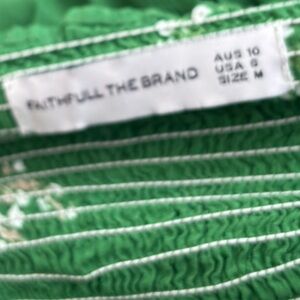 FAITHFULL THE BRAND
AUS 10
USA 6
SIZE M